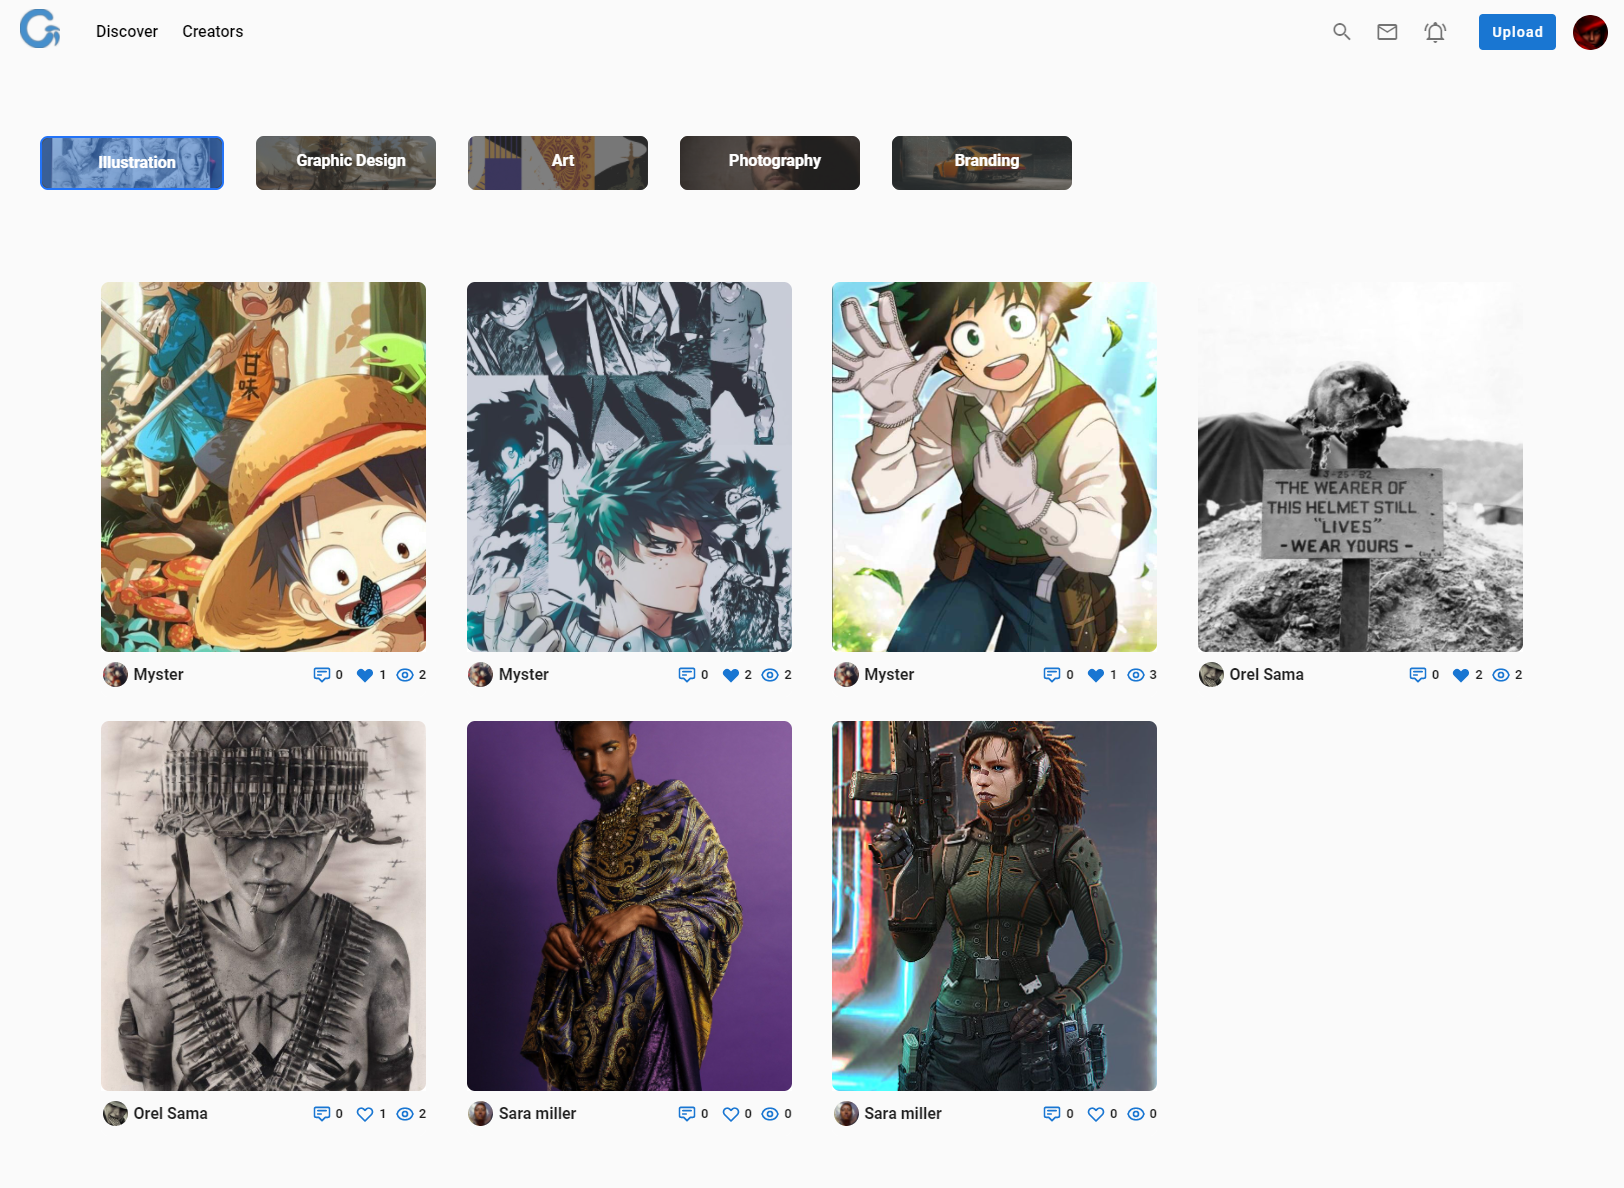 Discover
Creators
Upload
Illustration
Graphic Design
Art
Photography
Branding
甘
味
THE WEARER OF
THIS HELMET STILL
"LIVES"
- WEAR YOURS -
Myster
0
1
2
Myster
0
2
2
Myster
0
1
3
Orel Sama
0
2
2
Orel Sama
0
1
2
Sara miller
0
0
0
Sara miller
0
0
0